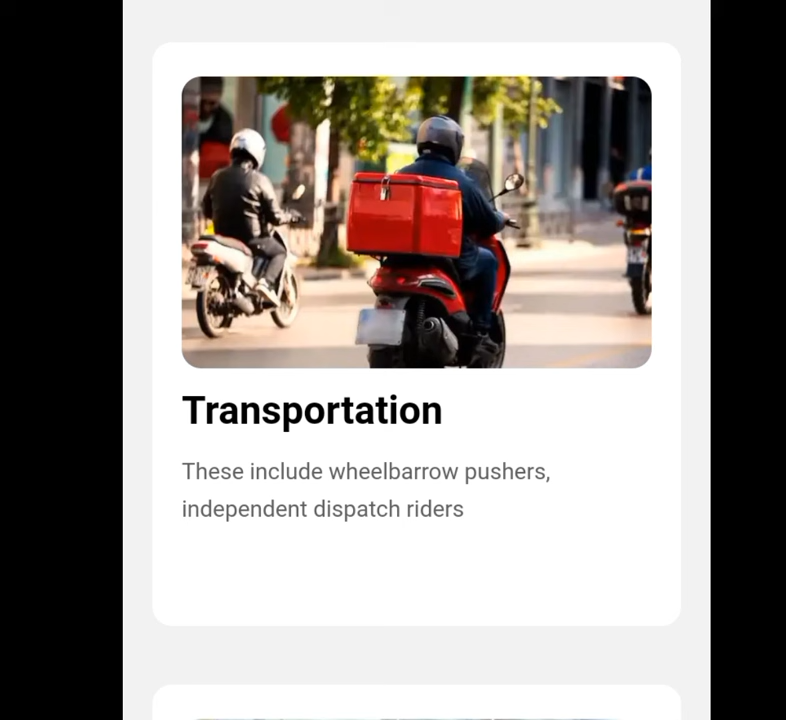 Transportation
These include wheelbarrow pushers,
independent dispatch riders